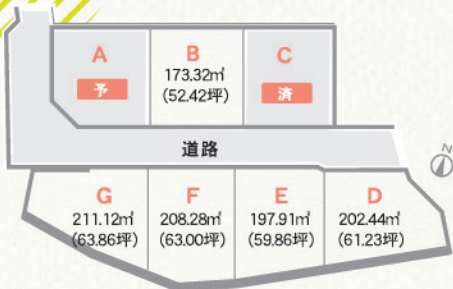 A
予
B
173.32㎡
(52.42坪)
C
済
道路
N
G
211.12㎡
(63.86坪)
F
208.28㎡
(63.00坪)
E
197.91㎡
(59.86坪)
D
202.44㎡
(61.23坪)